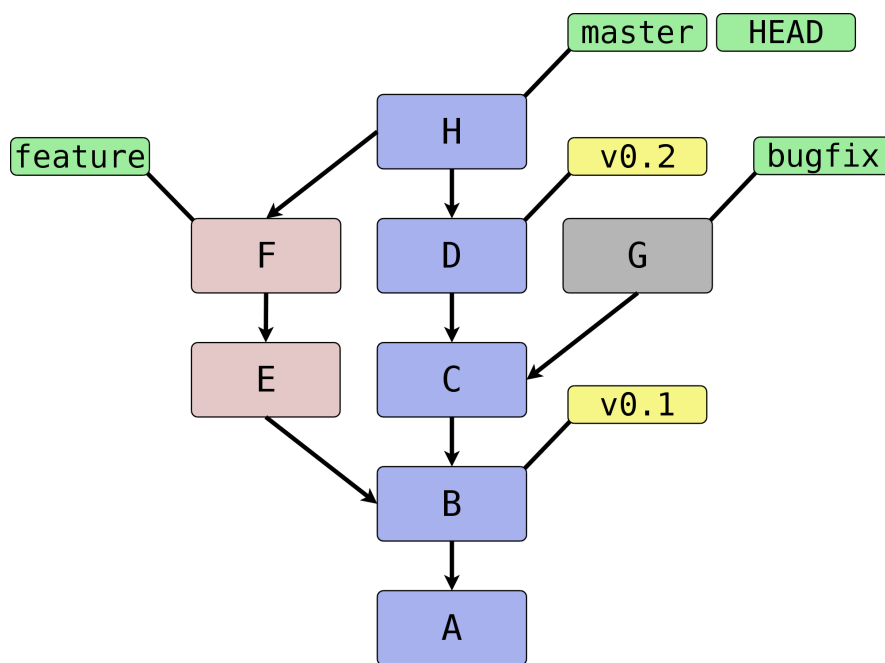 master HEAD
H
feature v0.2 bugfix
F D G
E C
v0.1
B
A